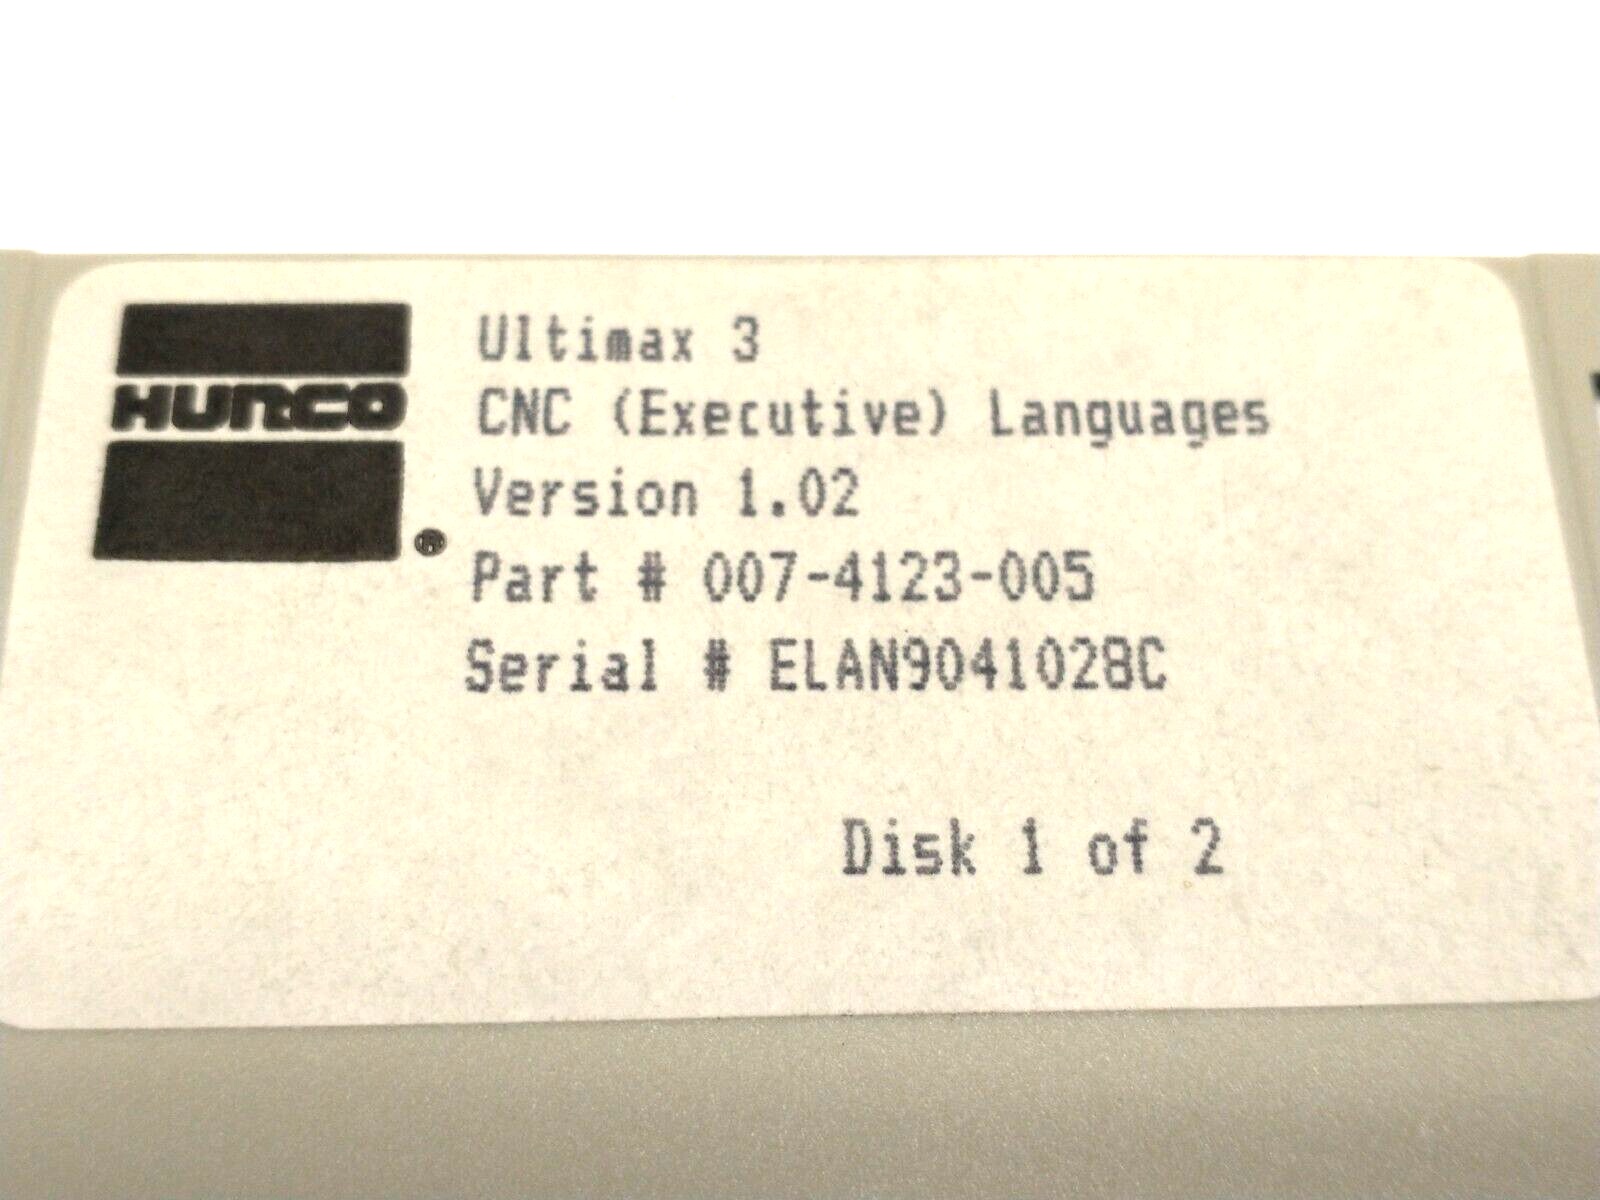 HURCO®
Ultimax 3
CNC (Executive) Languages
Version 1.02
Part # 007-4123-005
Serial # ELAN9041028C
Disk 1 of 2